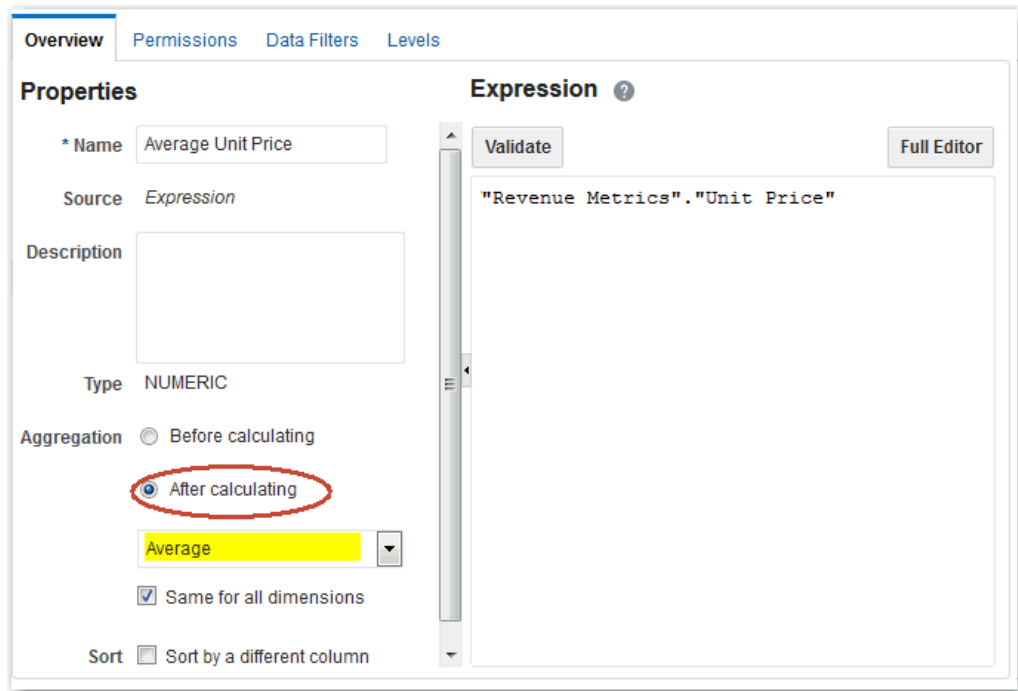 Overview Permissions Data Filters Levels
Properties
* Name Average Unit Price
Source Expression
Description
Type NUMERIC
Aggregation Before calculating
After calculating
Average
Same for all dimensions
Sort Sort by a different column
Expression ?
Validate Full Editor
"Revenue Metrics"."Unit Price"